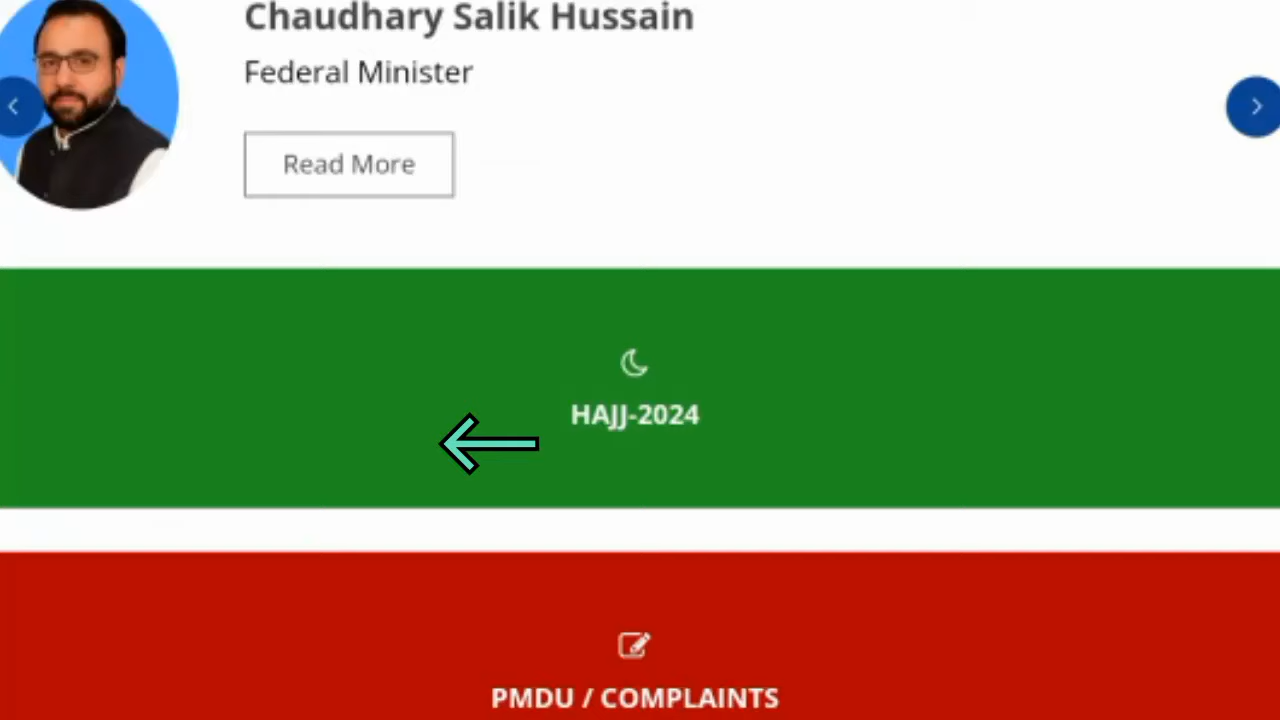 Chaudhary Salik Hussain
Federal Minister
Read More
HAJJ-2024
PMDU / COMPLAINTS